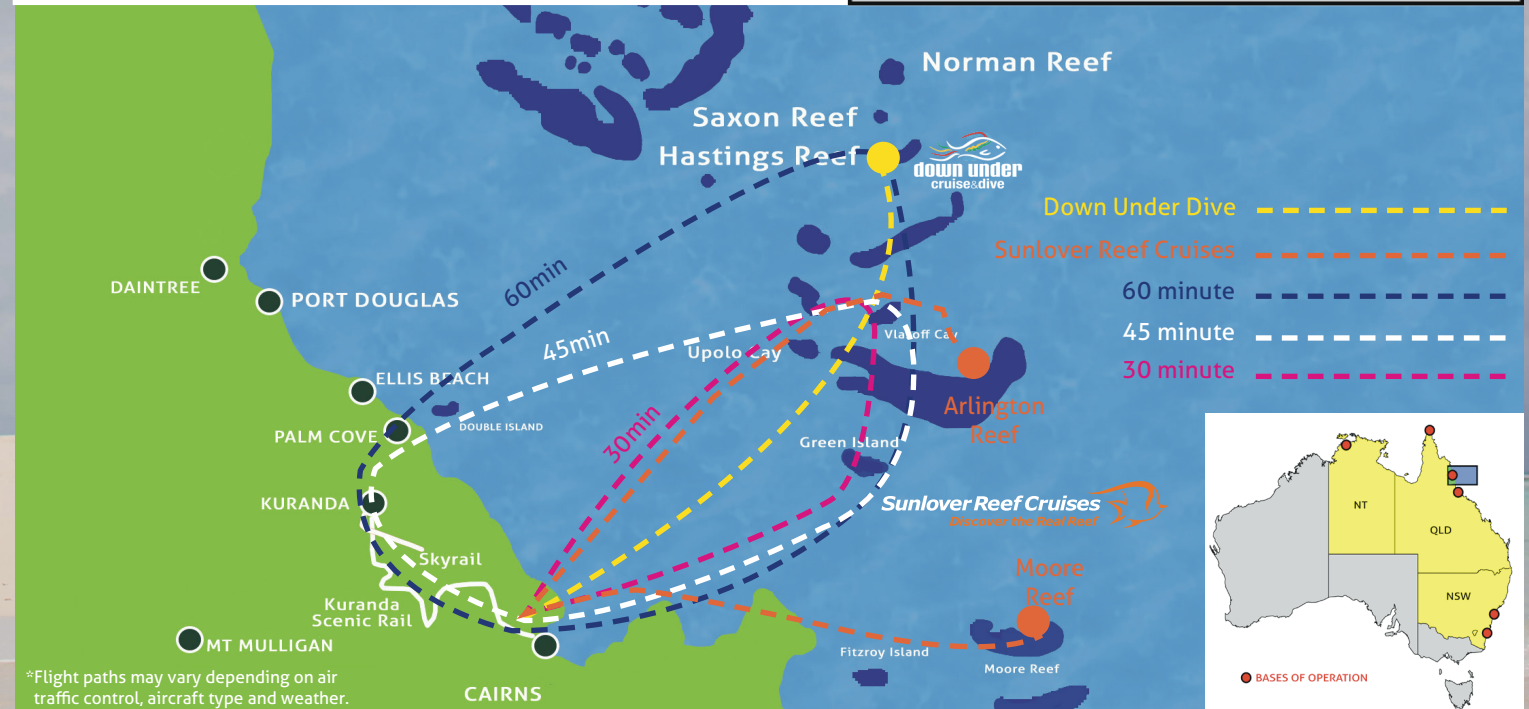 Norman Reef
Saxon Reef
Hastings Reef
down under
cruise&dive
Down Under Dive
Sunlover Reef Cruises
60 minute
45 minute
30 minute
DAINTREE
PORT DOUGLAS
60min
45min
Upolo Cay
Vlasoff Cay
ELLIS BEACH
DOUBLE ISLAND
PALM COVE
30min
Arlington
Reef
Green Island
KURANDA
Sunlover Reef Cruises
Discover the Reef Reef
Skyrail
Kuranda
Scenic Rail
Moore
Reef
MT MULLIGAN
Fitzroy Island
Moore Reef
CAIRNS
*Flight paths may vary depending on air
traffic control, aircraft type and weather.
NT
QLD
NSW
BASES OF OPERATION